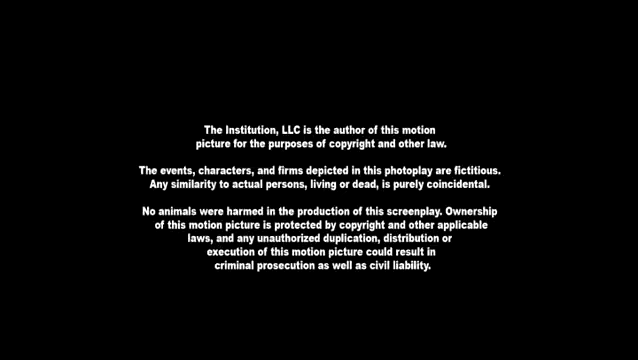 The Institution, LLC is the author of this motion
picture for the purposes of copyright and other law.
The events, characters, and firms depicted in this photoplay are fictitious.
Any similarity to actual persons, living or dead, is purely coincidental.
No animals were harmed in the production of this screenplay. Ownership
of this motion picture is protected by copyright and other applicable
laws, and any unauthorized duplication, distribution or
execution of this motion picture could result in
criminal prosecution as well as civil liability.